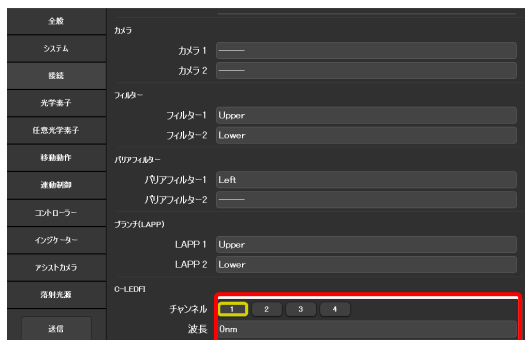 全般
システム
接続
光学素子
任意光学素子
移動動作
連動制御
コントローラー
インジケーター
アシストカメラ
落射光源
送信
カメラ
カメラ 1 ―――
カメラ 2 ―――
フィルター
フィルター1 Upper
フィルター2 Lower
バリアフィルター
バリアフィルター1 Left
バリアフィルター2 ―――
ブランチ(LAPP)
LAPP 1 Upper
LAPP 2 Lower
C-LEDFI
チャンネル 1 2 3 4
波長 0nm